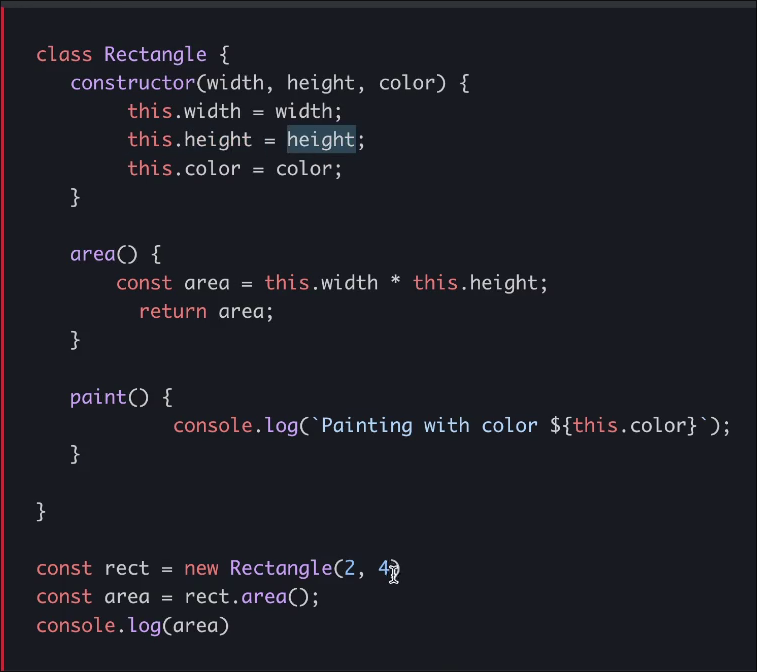 class Rectangle {
constructor(width, height, color) {
this.width = width;
this.height = height;
this.color = color;
}
area() {
const area = this.width * this.height;
return area;
}
paint() {
console.log(`Painting with color ${this.color}`);
}
}
const rect = new Rectangle(2, 4)
const area = rect.area();
console.log(area)